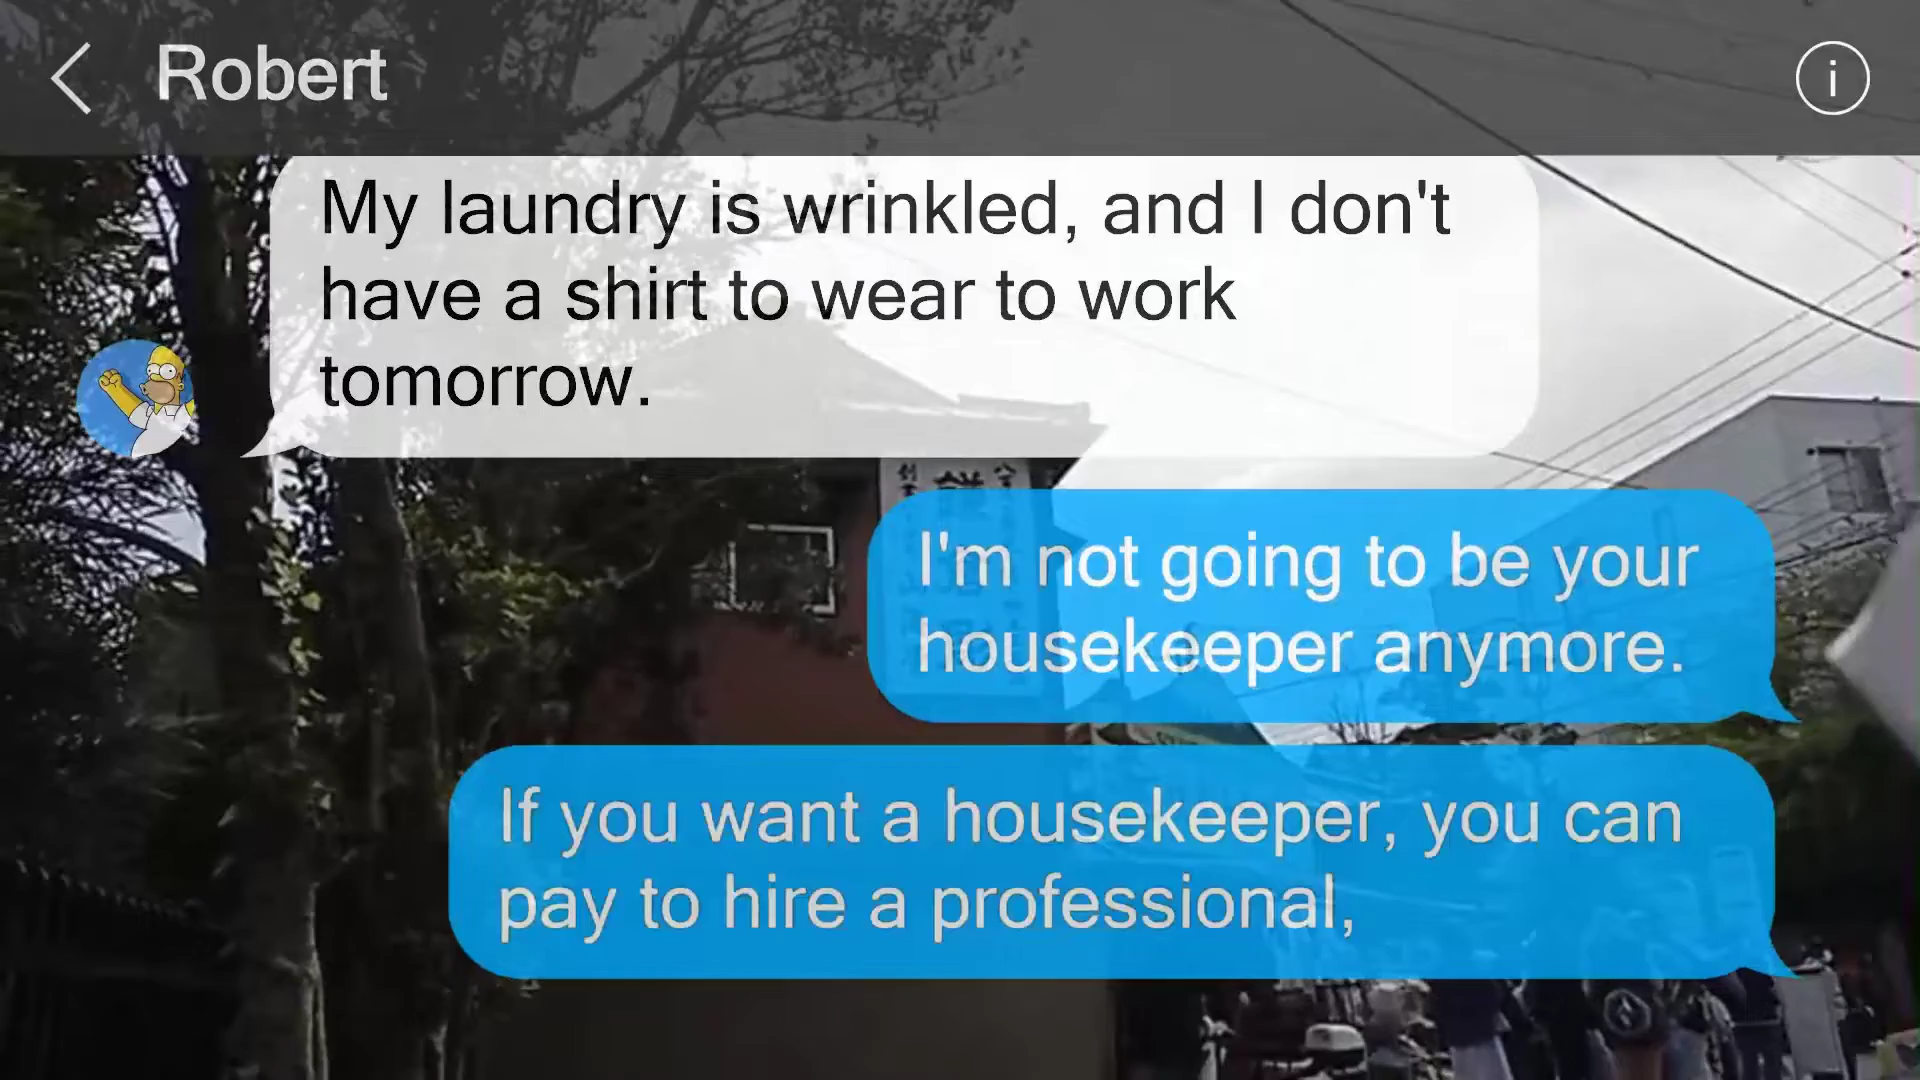 Robert
My laundry is wrinkled, and I don't
have a shirt to wear to work
tomorrow.
I'm not going to be your
housekeeper anymore.
If you want a housekeeper, you can
pay to hire a professional,